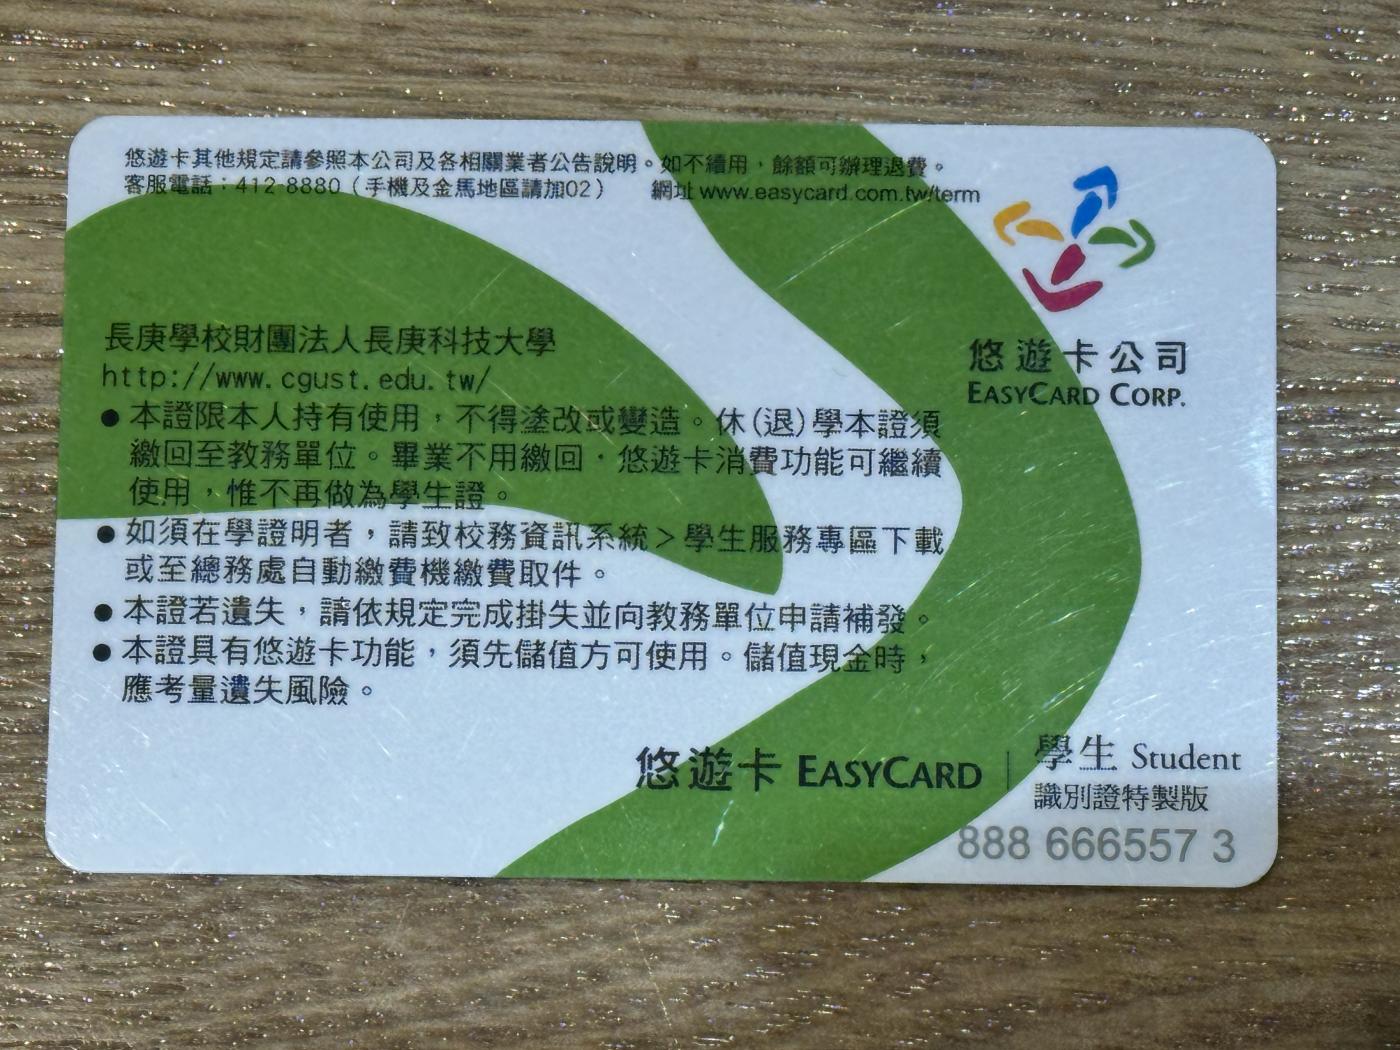 悠遊卡其他規定請參照本公司及各相關業者公告說明。如不續用，餘額可辦理退費。
客服電話：412-8880（手機及金馬地區請加02） 網址 www.easycard.com.tw/term
悠遊卡公司
EASYCARD CORP.
長庚學校財團法人長庚科技大學
http://www.cgust.edu.tw/
●本證限本人持有使用，不得塗改或變造。休(退)學本證須
繳回至教務單位。畢業不用繳回．悠遊卡消費功能可繼續
使用，惟不再做為學生證。
●如須在學證明者，請致校務資訊系統＞學生服務專區下載
或至總務處自動繳費機繳費取件。
●本證若遺失，請依規定完成掛失並向教務單位申請補發。
●本證具有悠遊卡功能，須先儲值方可使用。儲值現金時，
應考量遺失風險。
悠遊卡 EASYCARD | 學生 Student
識別證特製版
888 666557 3